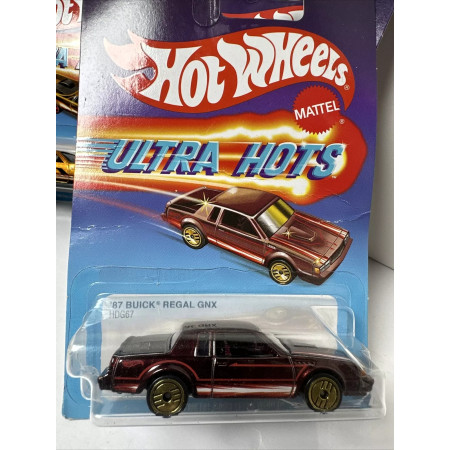 Hot Wheels
MATTEL
ULTRA HOTS
'87 BUICK® REGAL GNX
HDG67